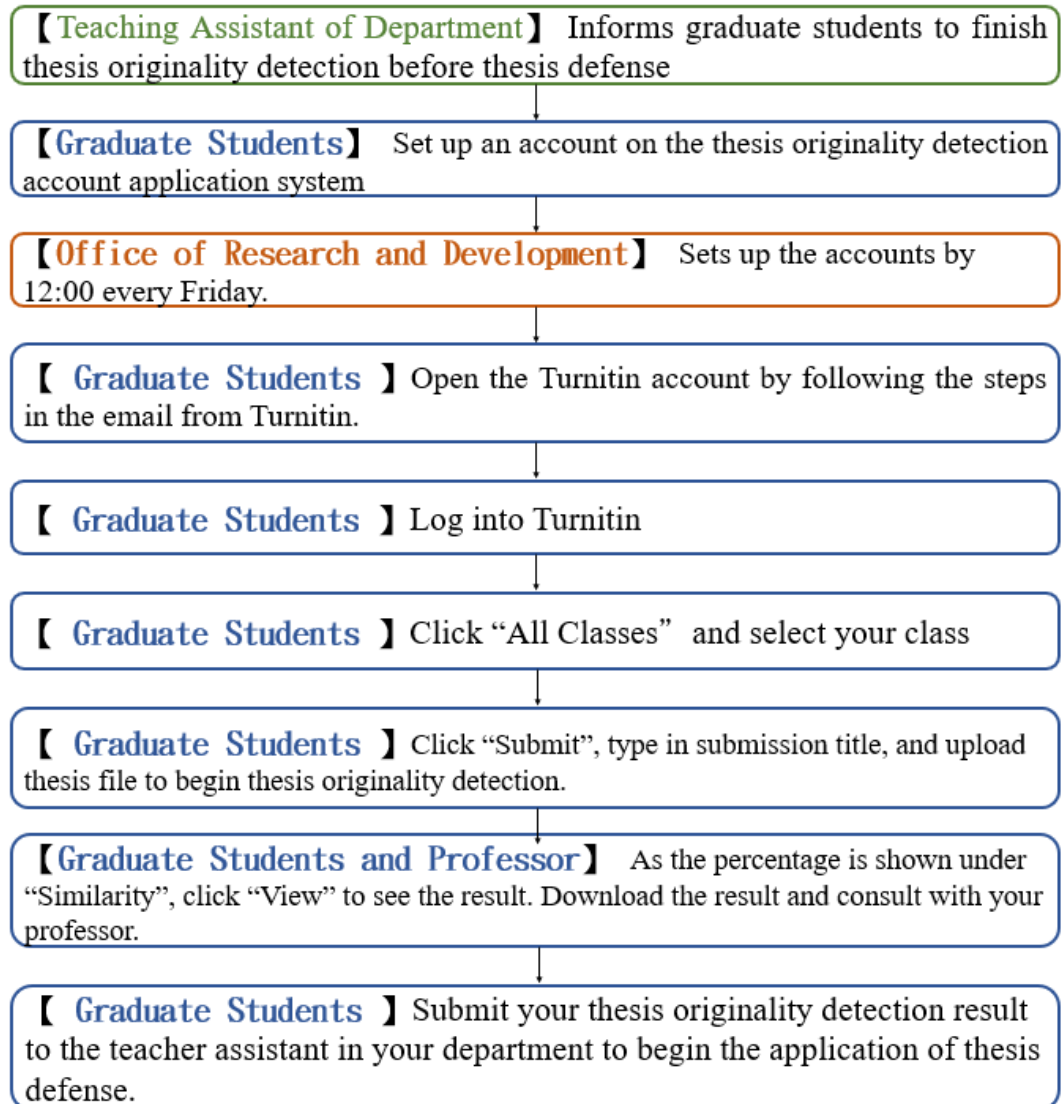 【Teaching Assistant of Department】 Informs graduate students to finish
thesis originality detection before thesis defense
【Graduate Students】 Set up an account on the thesis originality detection
account application system
【Office of Research and Development】 Sets up the accounts by
12:00 every Friday.
【 Graduate Students 】Open the Turnitin account by following the steps
in the email from Turnitin.
【 Graduate Students 】Log into Turnitin
【 Graduate Students 】Click “All Classes” and select your class
【 Graduate Students 】Click “Submit”, type in submission title, and upload
thesis file to begin thesis originality detection.
【Graduate Students and Professor】 As the percentage is shown under
“Similarity”, click “View” to see the result. Download the result and consult with your
professor.
【 Graduate Students 】Submit your thesis originality detection result
to the teacher assistant in your department to begin the application of thesis
defense.